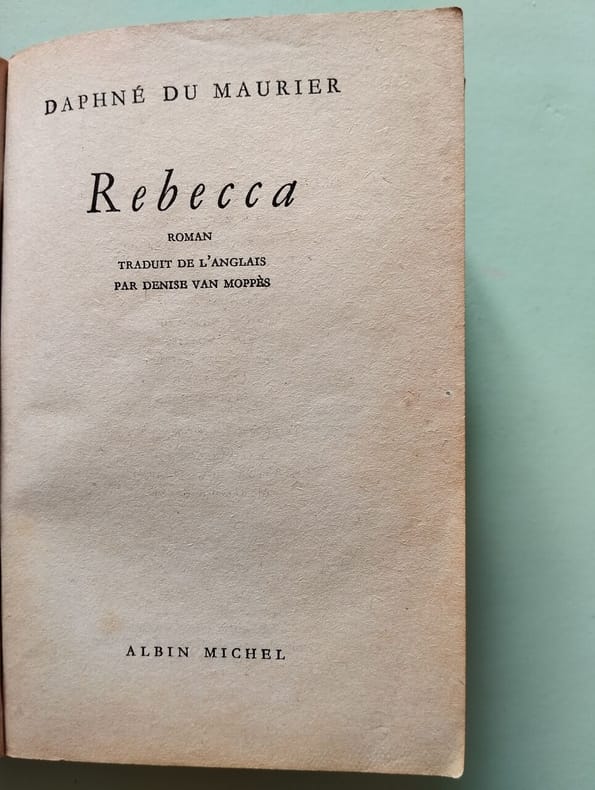 DAPHNÉ DU MAURIER
Rebecca
ROMAN
TRADUIT DE L'ANGLAIS
PAR DENISE VAN MOPPÈS
ALBIN MICHEL